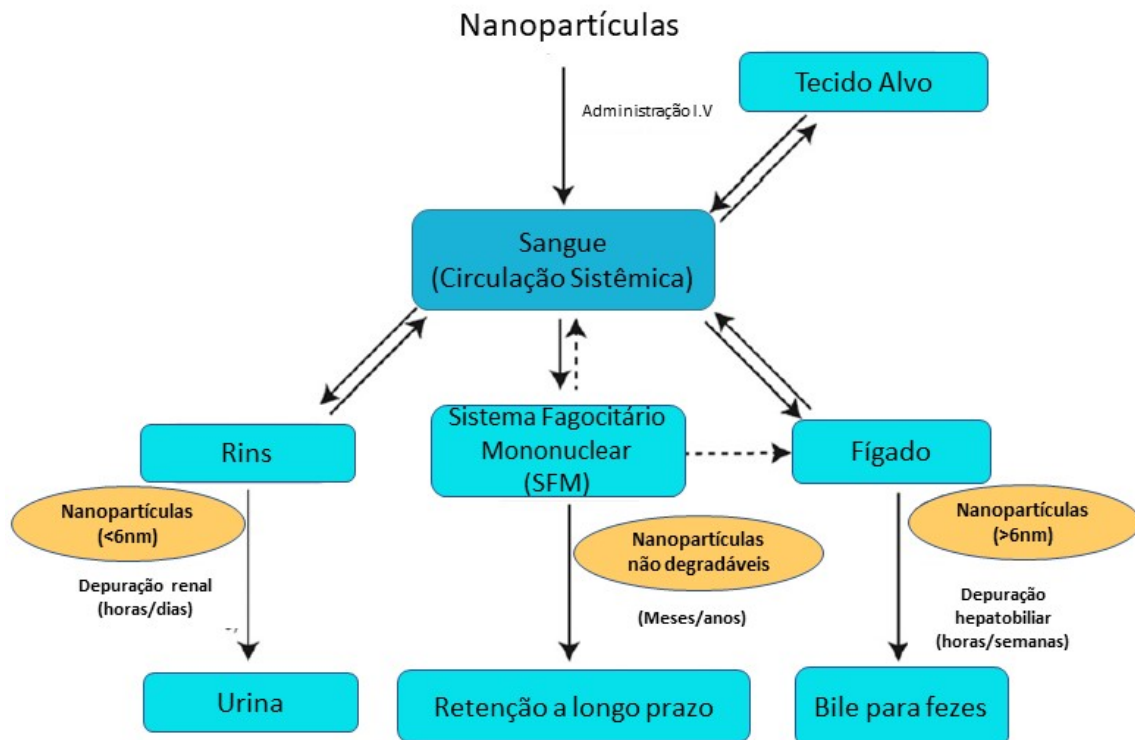 Nanopartículas
Administração I.V
Tecido Alvo
Sangue
(Circulação Sistêmica)
Rins
Sistema Fagocitário
Mononuclear
(SFM)
Fígado
Nanopartículas
(<6nm)
Depuração renal
(horas/dias)
Nanopartículas
não degradáveis
(Meses/anos)
Nanopartículas
(>6nm)
Depuração
hepatobiliar
(horas/semanas)
Urina
Retenção a longo prazo
Bile para fezes